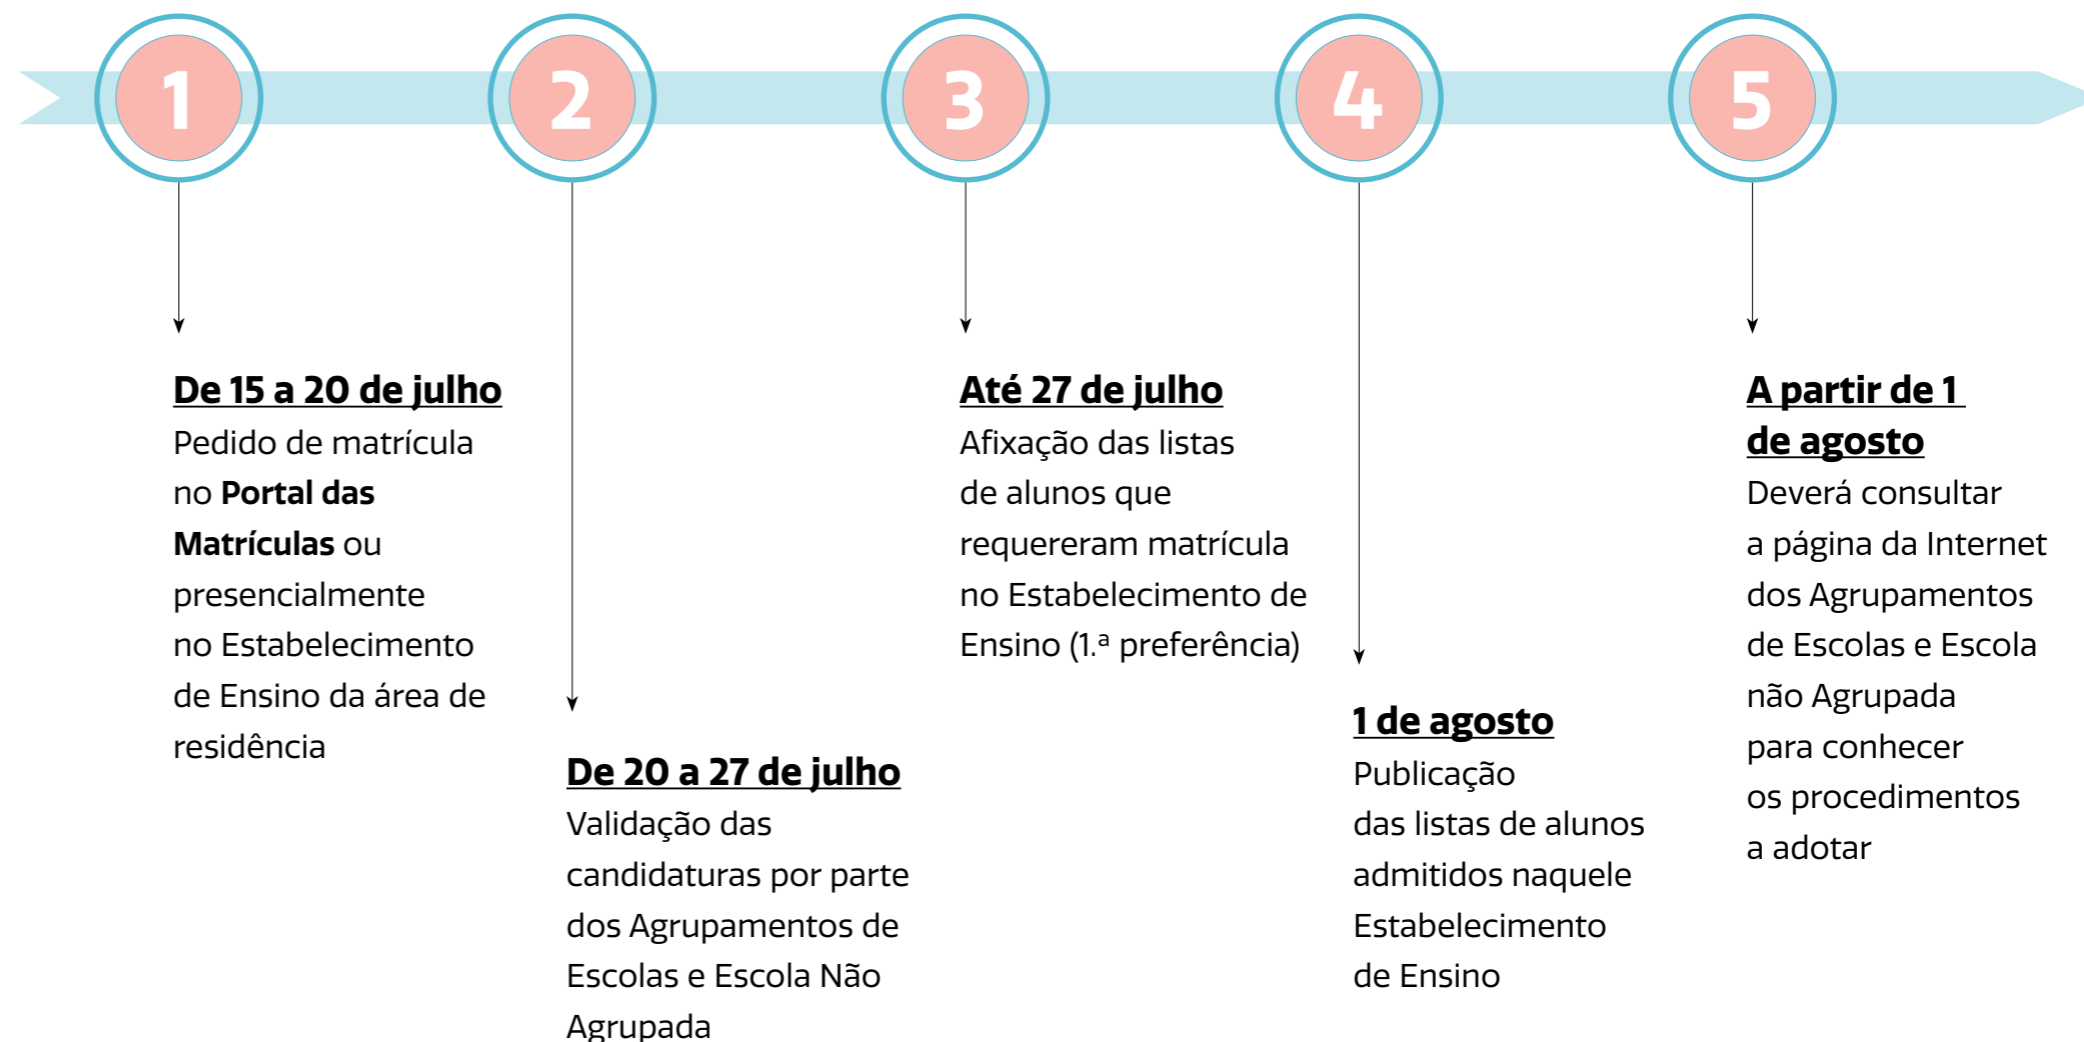 1
2
3
4
5
De 15 a 20 de julho
Pedido de matrícula
no Portal das
Matrículas ou
presencialmente
no Estabelecimento
de Ensino da área de
residência
De 20 a 27 de julho
Validação das
candidaturas por parte
dos Agrupamentos de
Escolas e Escola Não
Agrupada
Até 27 de julho
Afixação das listas
de alunos que
requereram matrícula
no Estabelecimento de
Ensino (1.ª preferência)
1 de agosto
Publicação
das listas de alunos
admitidos naquele
Estabelecimento
de Ensino
A partir de 1
de agosto
Deverá consultar
a página da Internet
dos Agrupamentos
de Escolas e Escola
não Agrupada
para conhecer
os procedimentos
a adotar